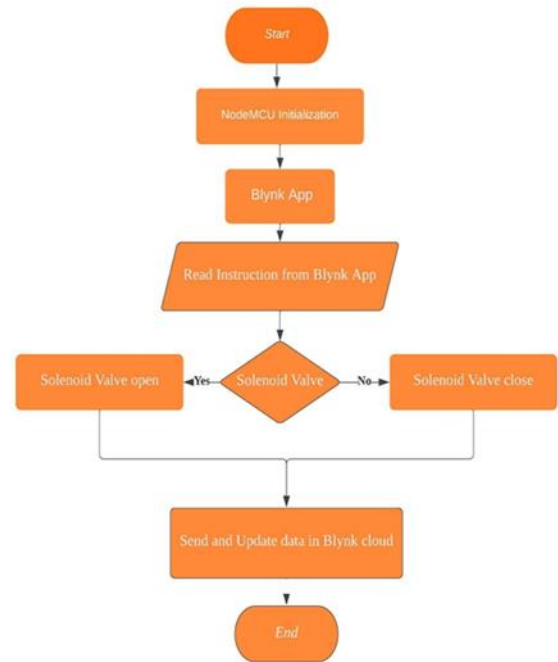 Start
NodeMCU Initialization
Blynk App
Read Instruction from Blynk App
Solenoid Valve open
Yes
Solenoid Valve
No
Solenoid Valve close
Send and Update data in Blynk cloud
End